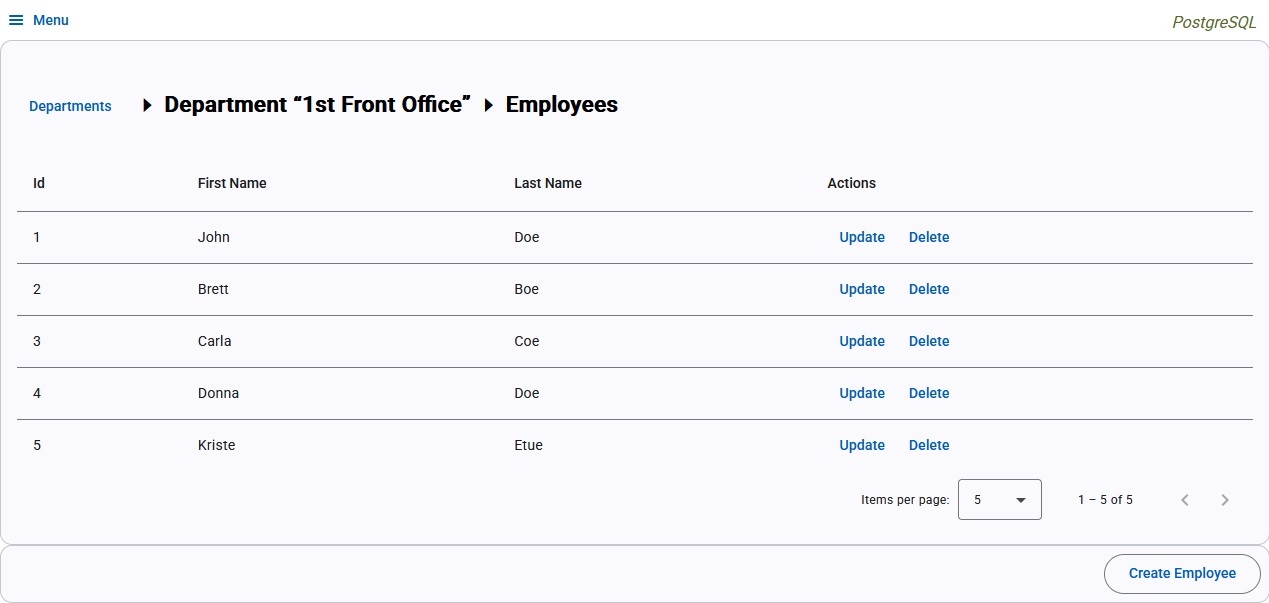 Menu
PostgreSQL
Departments Department “1st Front Office” Employees
Id First Name Last Name Actions
1 John Doe Update Delete
2 Brett Boe Update Delete
3 Carla Coe Update Delete
4 Donna Doe Update Delete
5 Kriste Etue Update Delete
Items per page: 5 1 – 5 of 5
Create Employee